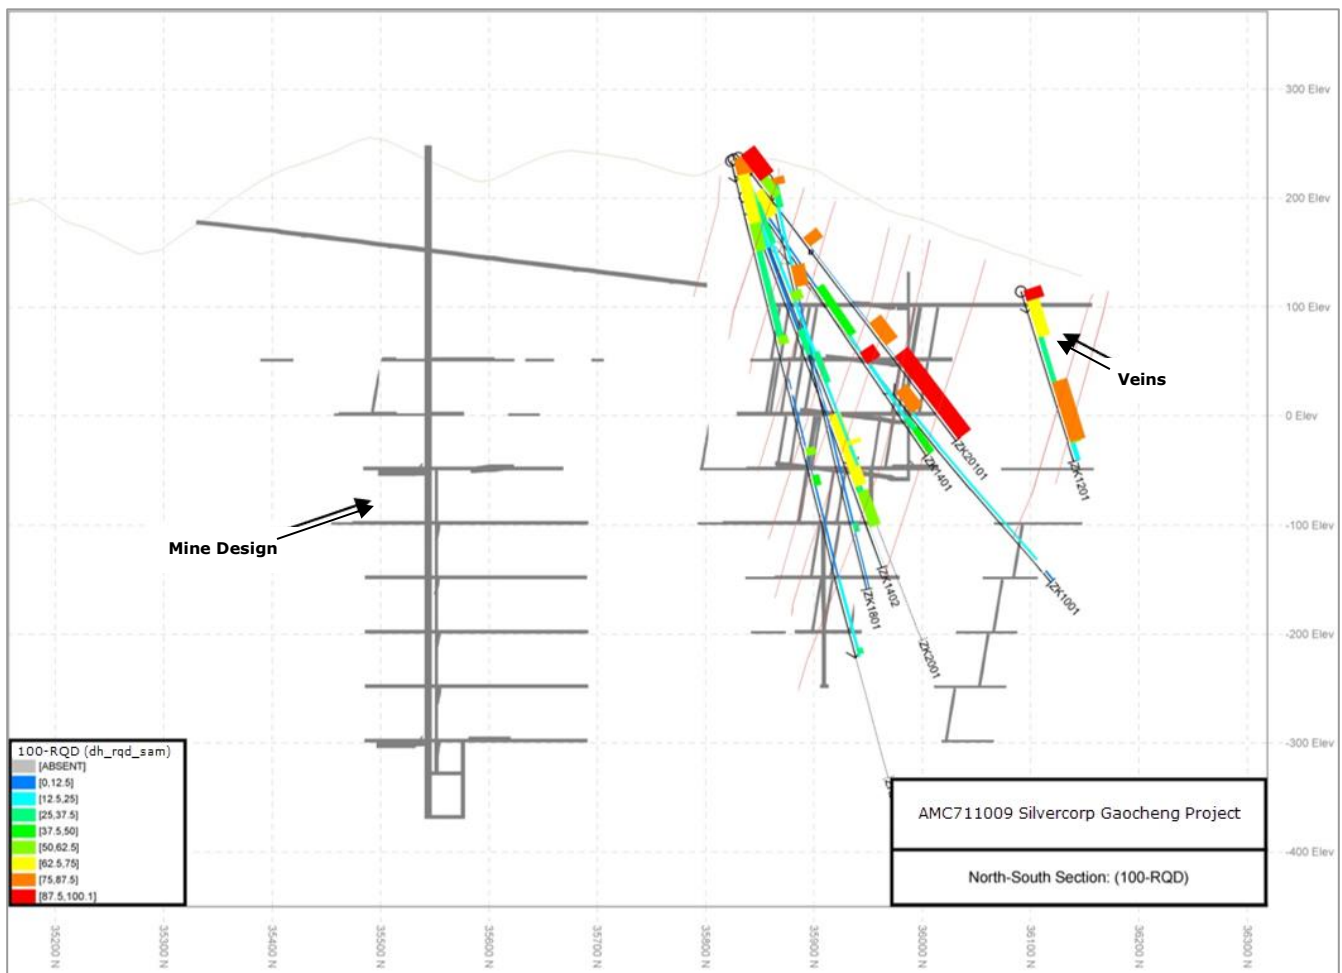 300 Elev
200 Elev
100 Elev
0 Elev
-100 Elev
-200 Elev
-300 Elev
-400 Elev
Veins
Mine Design
ZK20101
ZK1401
ZK1201
ZK1001
ZK1402
ZK1801
ZK2001
100-RQD (dh_rqd_sam)
[ABSENT]
[0,12.5]
[12.5,25]
[25,37.5]
[37.5,50]
[50,62.5]
[62.5,75]
[75,87.5]
[87.5,100.1]
AMC711009 Silvercorp Gaocheng Project
North-South Section: (100-RQD)
35200 N
35300 N
35400 N
35500 N
35600 N
35700 N
35800 N
35900 N
36000 N
36100 N
36200 N
36300 N